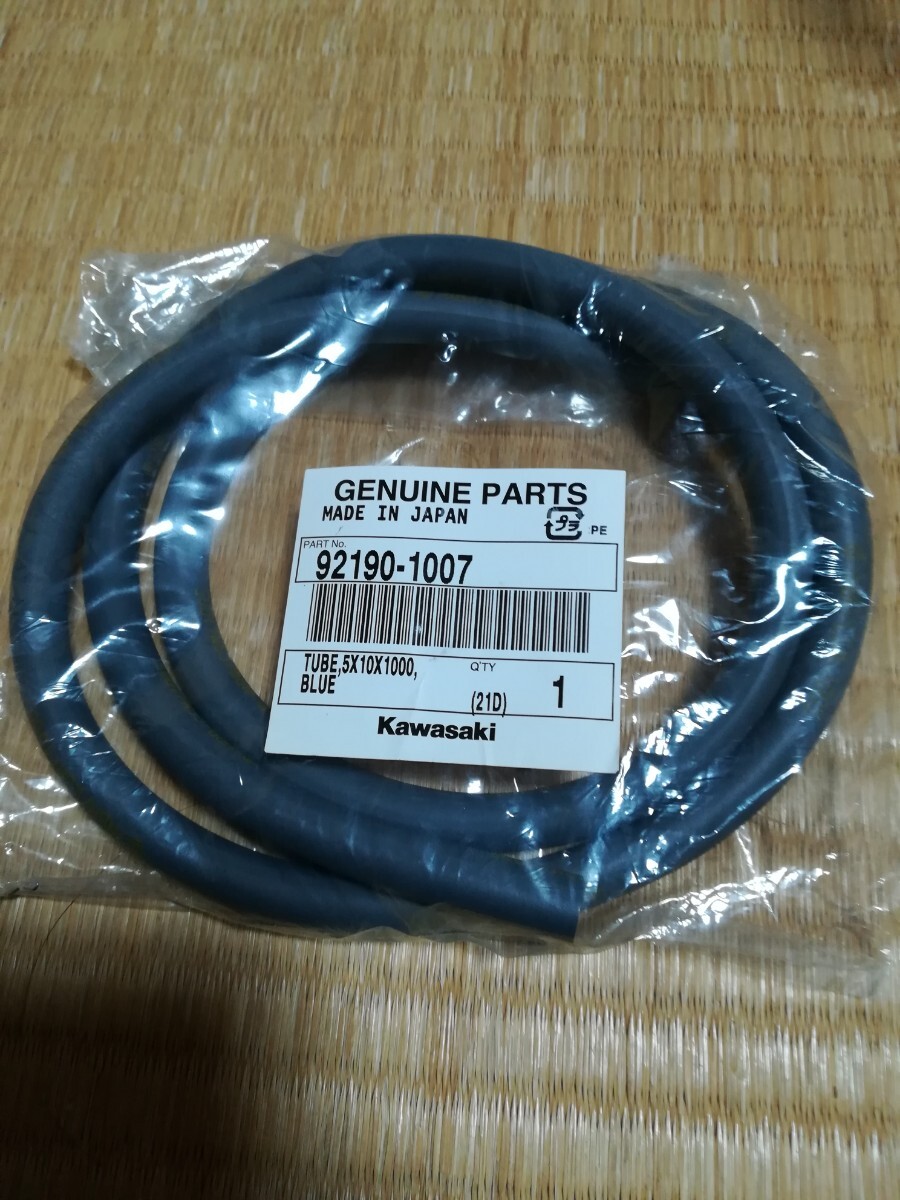 GENUINE PARTS
MADE IN JAPAN
プラ PE
PART No.
92190-1007
TUBE,5X10X1000,
BLUE
Q'TY
(21D) 1
Kawasaki